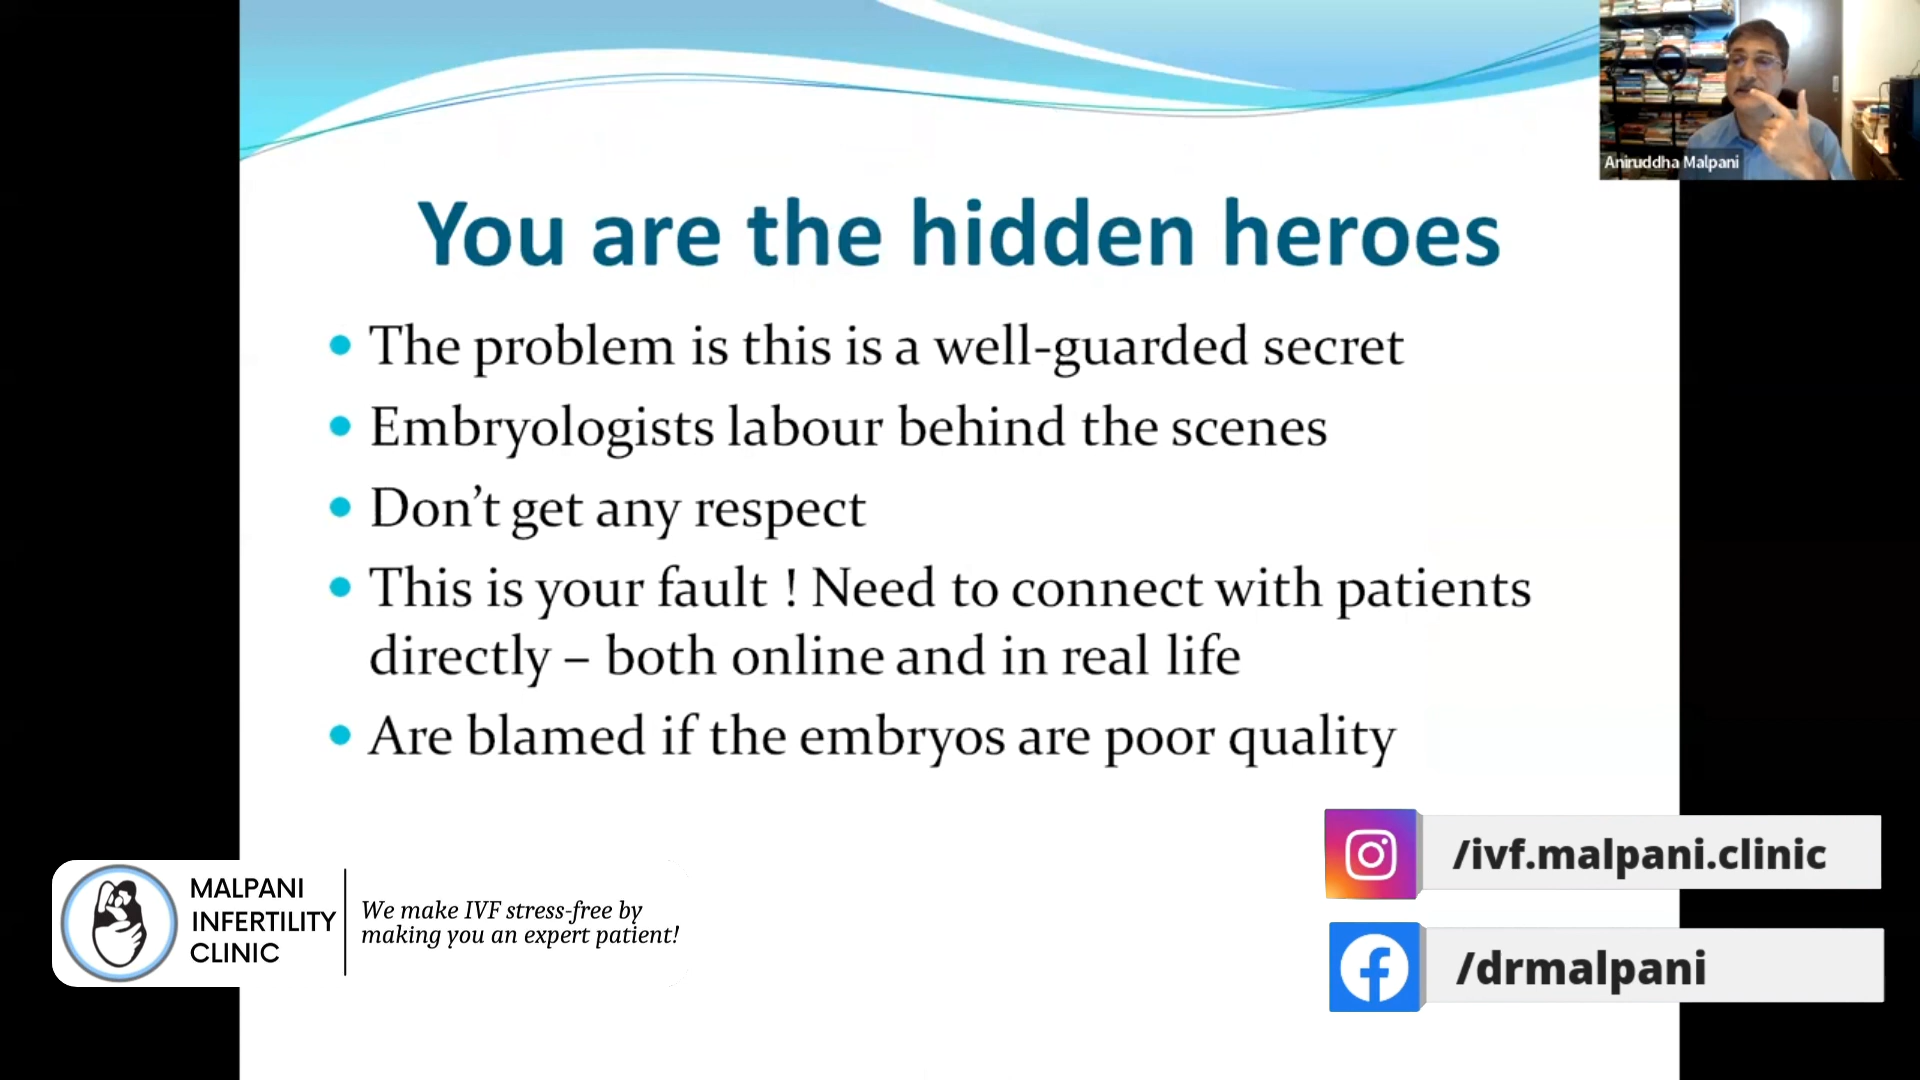 Aniruddha Malpani
You are the hidden heroes
• The problem is this is a well-guarded secret
• Embryologists labour behind the scenes
• Don’t get any respect
• This is your fault ! Need to connect with patients
directly – both online and in real life
• Are blamed if the embryos are poor quality
/ivf.malpani.clinic
/drmalpani
MALPANI
INFERTILITY
CLINIC
We make IVF stress-free by
making you an expert patient!